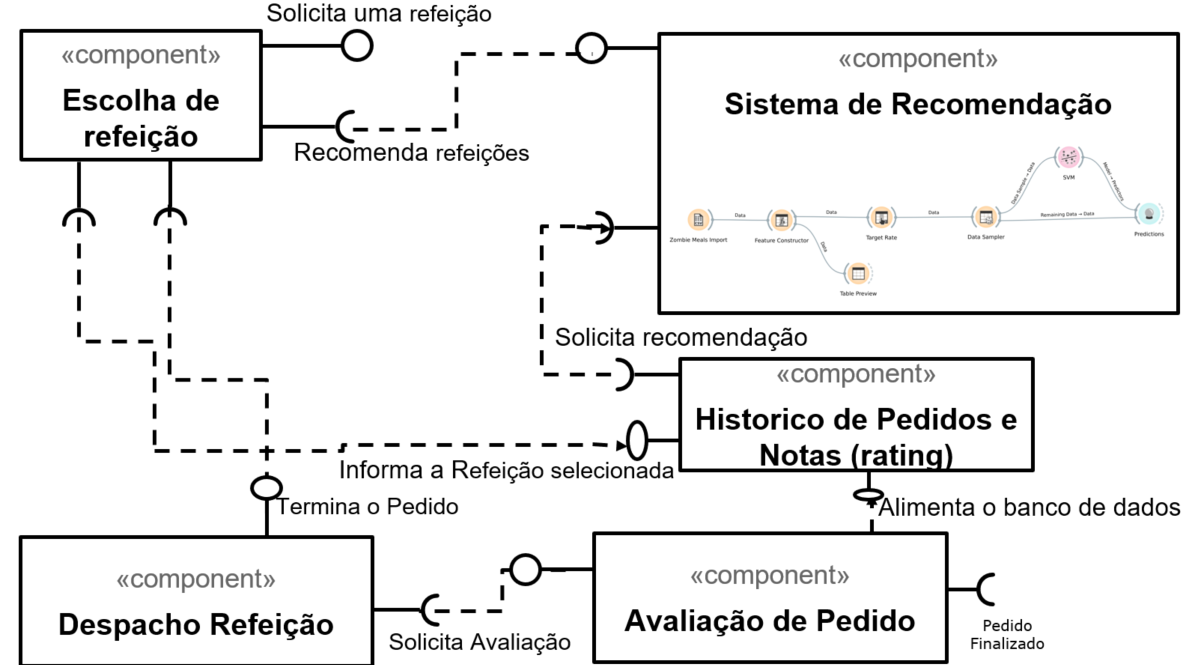 Solicita uma refeição
«component»
Escolha de
refeição
Recomenda refeições
«component»
Sistema de Recomendação
Zombie Meals Import
Data
Feature Constructor
Data
Target Rate
Data
Data Sampler
Data Sample → Data
SVM
Model → Predictors
Remaining Data → Data
Predictions
Data
Table Preview
Solicita recomendação
«component»
Historico de Pedidos e
Notas (rating)
Informa a Refeição selecionada
Termina o Pedido
Alimenta o banco de dados
«component»
Despacho Refeição
Solicita Avaliação
«component»
Avaliação de Pedido
Pedido
Finalizado